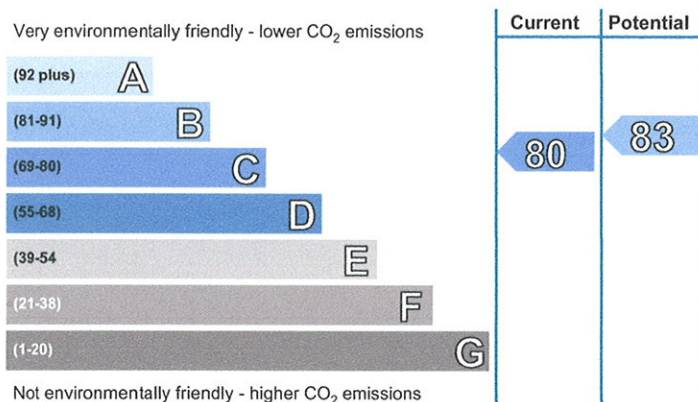 Very environmentally friendly - lower CO₂ emissions
Current
Potential
(92 plus) A
(81-91) B
(69-80) C
(55-68) D
(39-54 E
(21-38) F
(1-20) G
80
83
Not environmentally friendly - higher CO₂ emissions